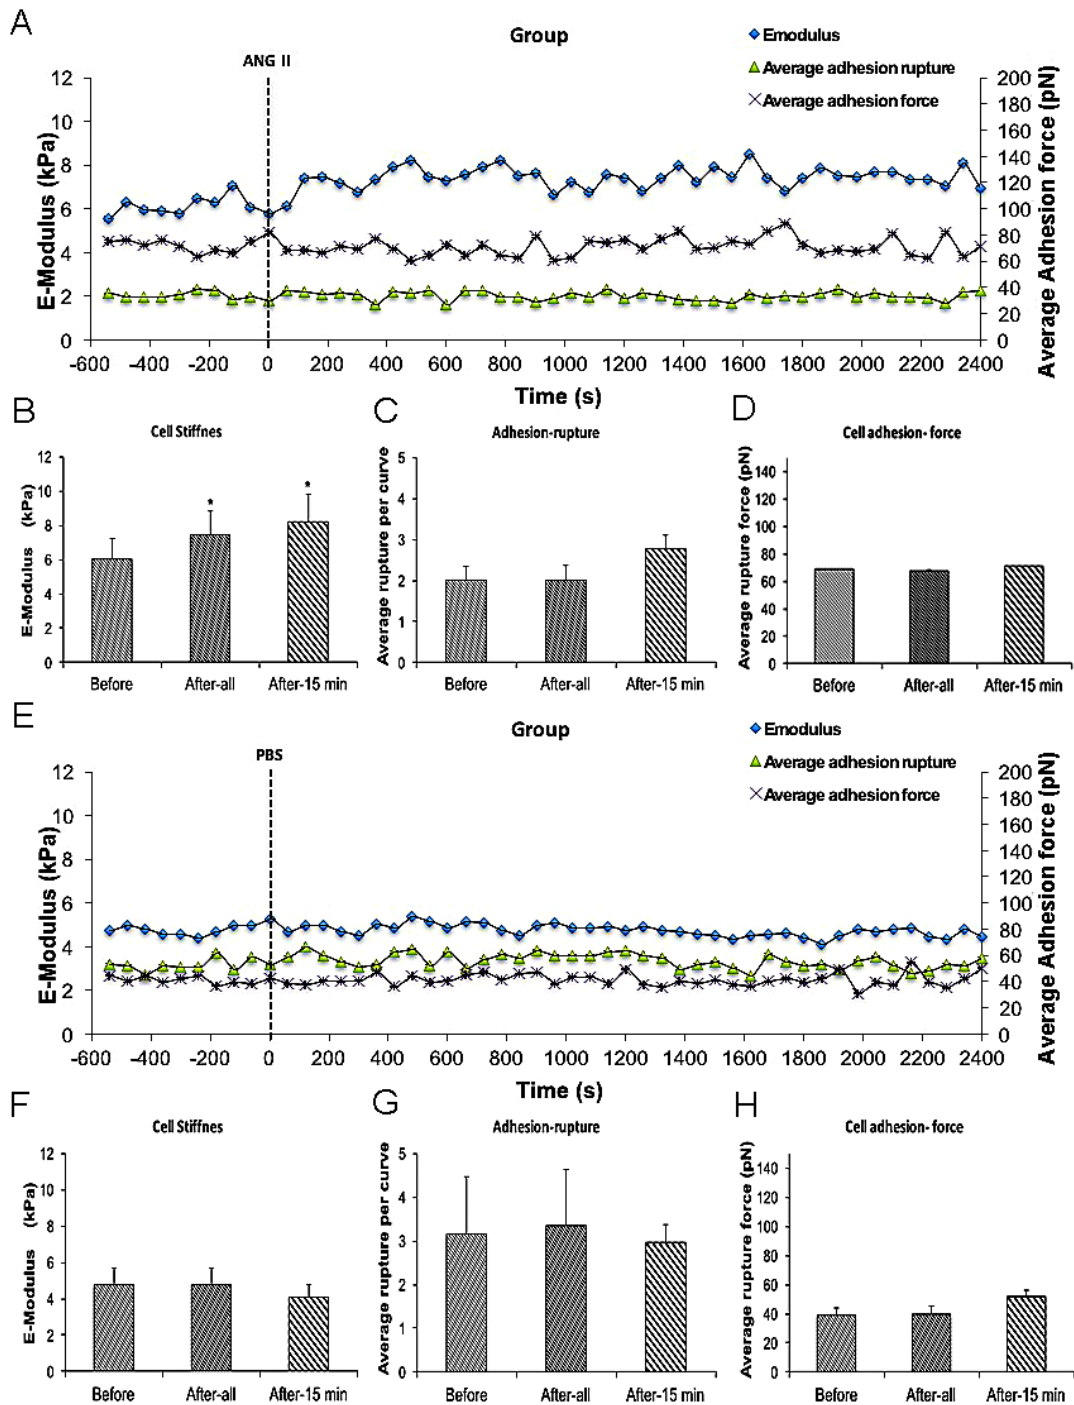 A
Group
Emodulus
Average adhesion rupture
Average adhesion force
ANG II
E-Modulus (kPa)
12
10
8
6
4
2
0
200
180
160
140
120
100
80
60
40
20
0
Average Adhesion force (pN)
-600 -400 -200 0 200 400 600 800 1000 1200 1400 1600 1800 2000 2200 2400
Time (s)
B
Cell Stiffnes
E-Modulus (kPa)
12
10
8
6
4
2
0
*
*
Before After-all After-15 min
C
Adhesion-rupture
Average rupture per curve
5
4
3
2
1
0
Before After-all After-15 min
D
Cell adhesion- force
Average rupture force (pN)
140
120
100
80
60
40
20
0
Before After-all After-15 min
E
Group
Emodulus
Average adhesion rupture
Average adhesion force
PBS
E-Modulus (kPa)
12
10
8
6
4
2
0
200
180
160
140
120
100
80
60
40
20
0
Average Adhesion force (pN)
-600 -400 -200 0 200 400 600 800 1000 1200 1400 1600 1800 2000 2200 2400
Time (s)
F
Cell Stiffnes
E-Modulus (kPa)
12
10
8
6
4
2
0
Before After-all After-15 min
G
Adhesion-rupture
Average rupture per curve
5
4
3
2
1
0
Before After-all After-15 min
H
Cell adhesion- force
Average rupture force (pN)
140
120
100
80
60
40
20
0
Before After-all After-15 min